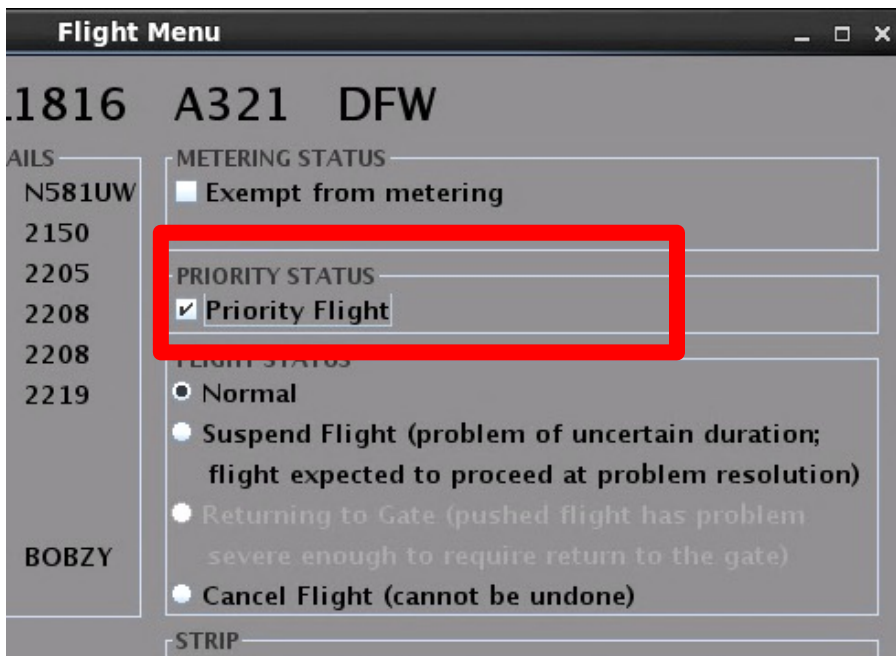 Flight Menu
.1816 A321 DFW
AILS
N581UW
2150
2205
2208
2208
2219
BOBZY
METERING STATUS
Exempt from metering
PRIORITY STATUS
Priority Flight
FLIGHT STATUS
Normal
Suspend Flight (problem of uncertain duration;
flight expected to proceed at problem resolution)
Returning to Gate (pushed flight has problem
severe enough to require return to the gate)
Cancel Flight (cannot be undone)
STRIP